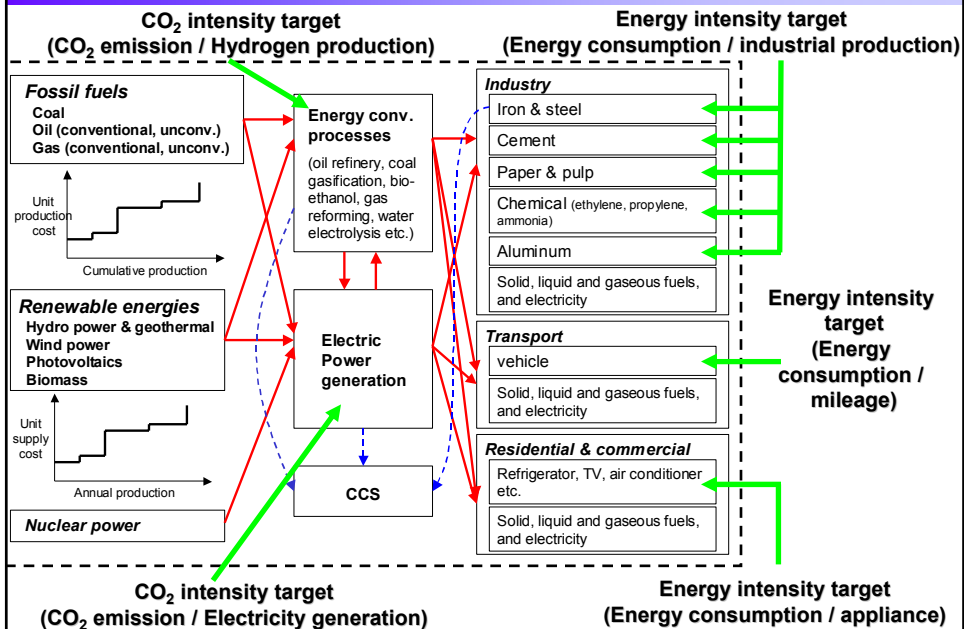 CO₂ intensity target
(CO₂ emission / Hydrogen production)
Energy intensity target
(Energy consumption / industrial production)
Fossil fuels
Coal
Oil (conventional, unconv.)
Gas (conventional, unconv.)
Unit
production
cost
Cumulative production
Renewable energies
Hydro power & geothermal
Wind power
Photovoltaics
Biomass
Unit
supply
cost
Annual production
Nuclear power
Energy conv.
processes
(oil refinery, coal
gasification, bio-
ethanol, gas
reforming, water
electrolysis etc.)
Electric
Power
generation
CCS
Industry
Iron & steel
Cement
Paper & pulp
Chemical (ethylene, propylene,
ammonia)
Aluminum
Solid, liquid and gaseous fuels,
and electricity
Transport
vehicle
Solid, liquid and gaseous fuels,
and electricity
Residential & commercial
Refrigerator, TV, air conditioner
etc.
Solid, liquid and gaseous fuels,
and electricity
Energy intensity
target
(Energy
consumption /
mileage)
CO₂ intensity target
(CO₂ emission / Electricity generation)
Energy intensity target
(Energy consumption / appliance)